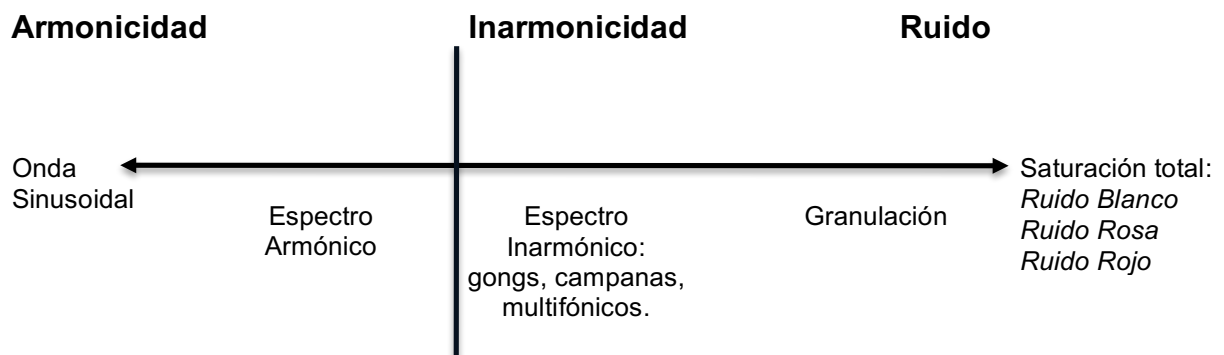 Armonicidad
Inarmonicidad
Ruido
Onda
Sinusoidal
Espectro
Armónico
Espectro
Inarmónico:
gongs, campanas,
multifónicos.
Granulación
Saturación total:
Ruido Blanco
Ruido Rosa
Ruido Rojo